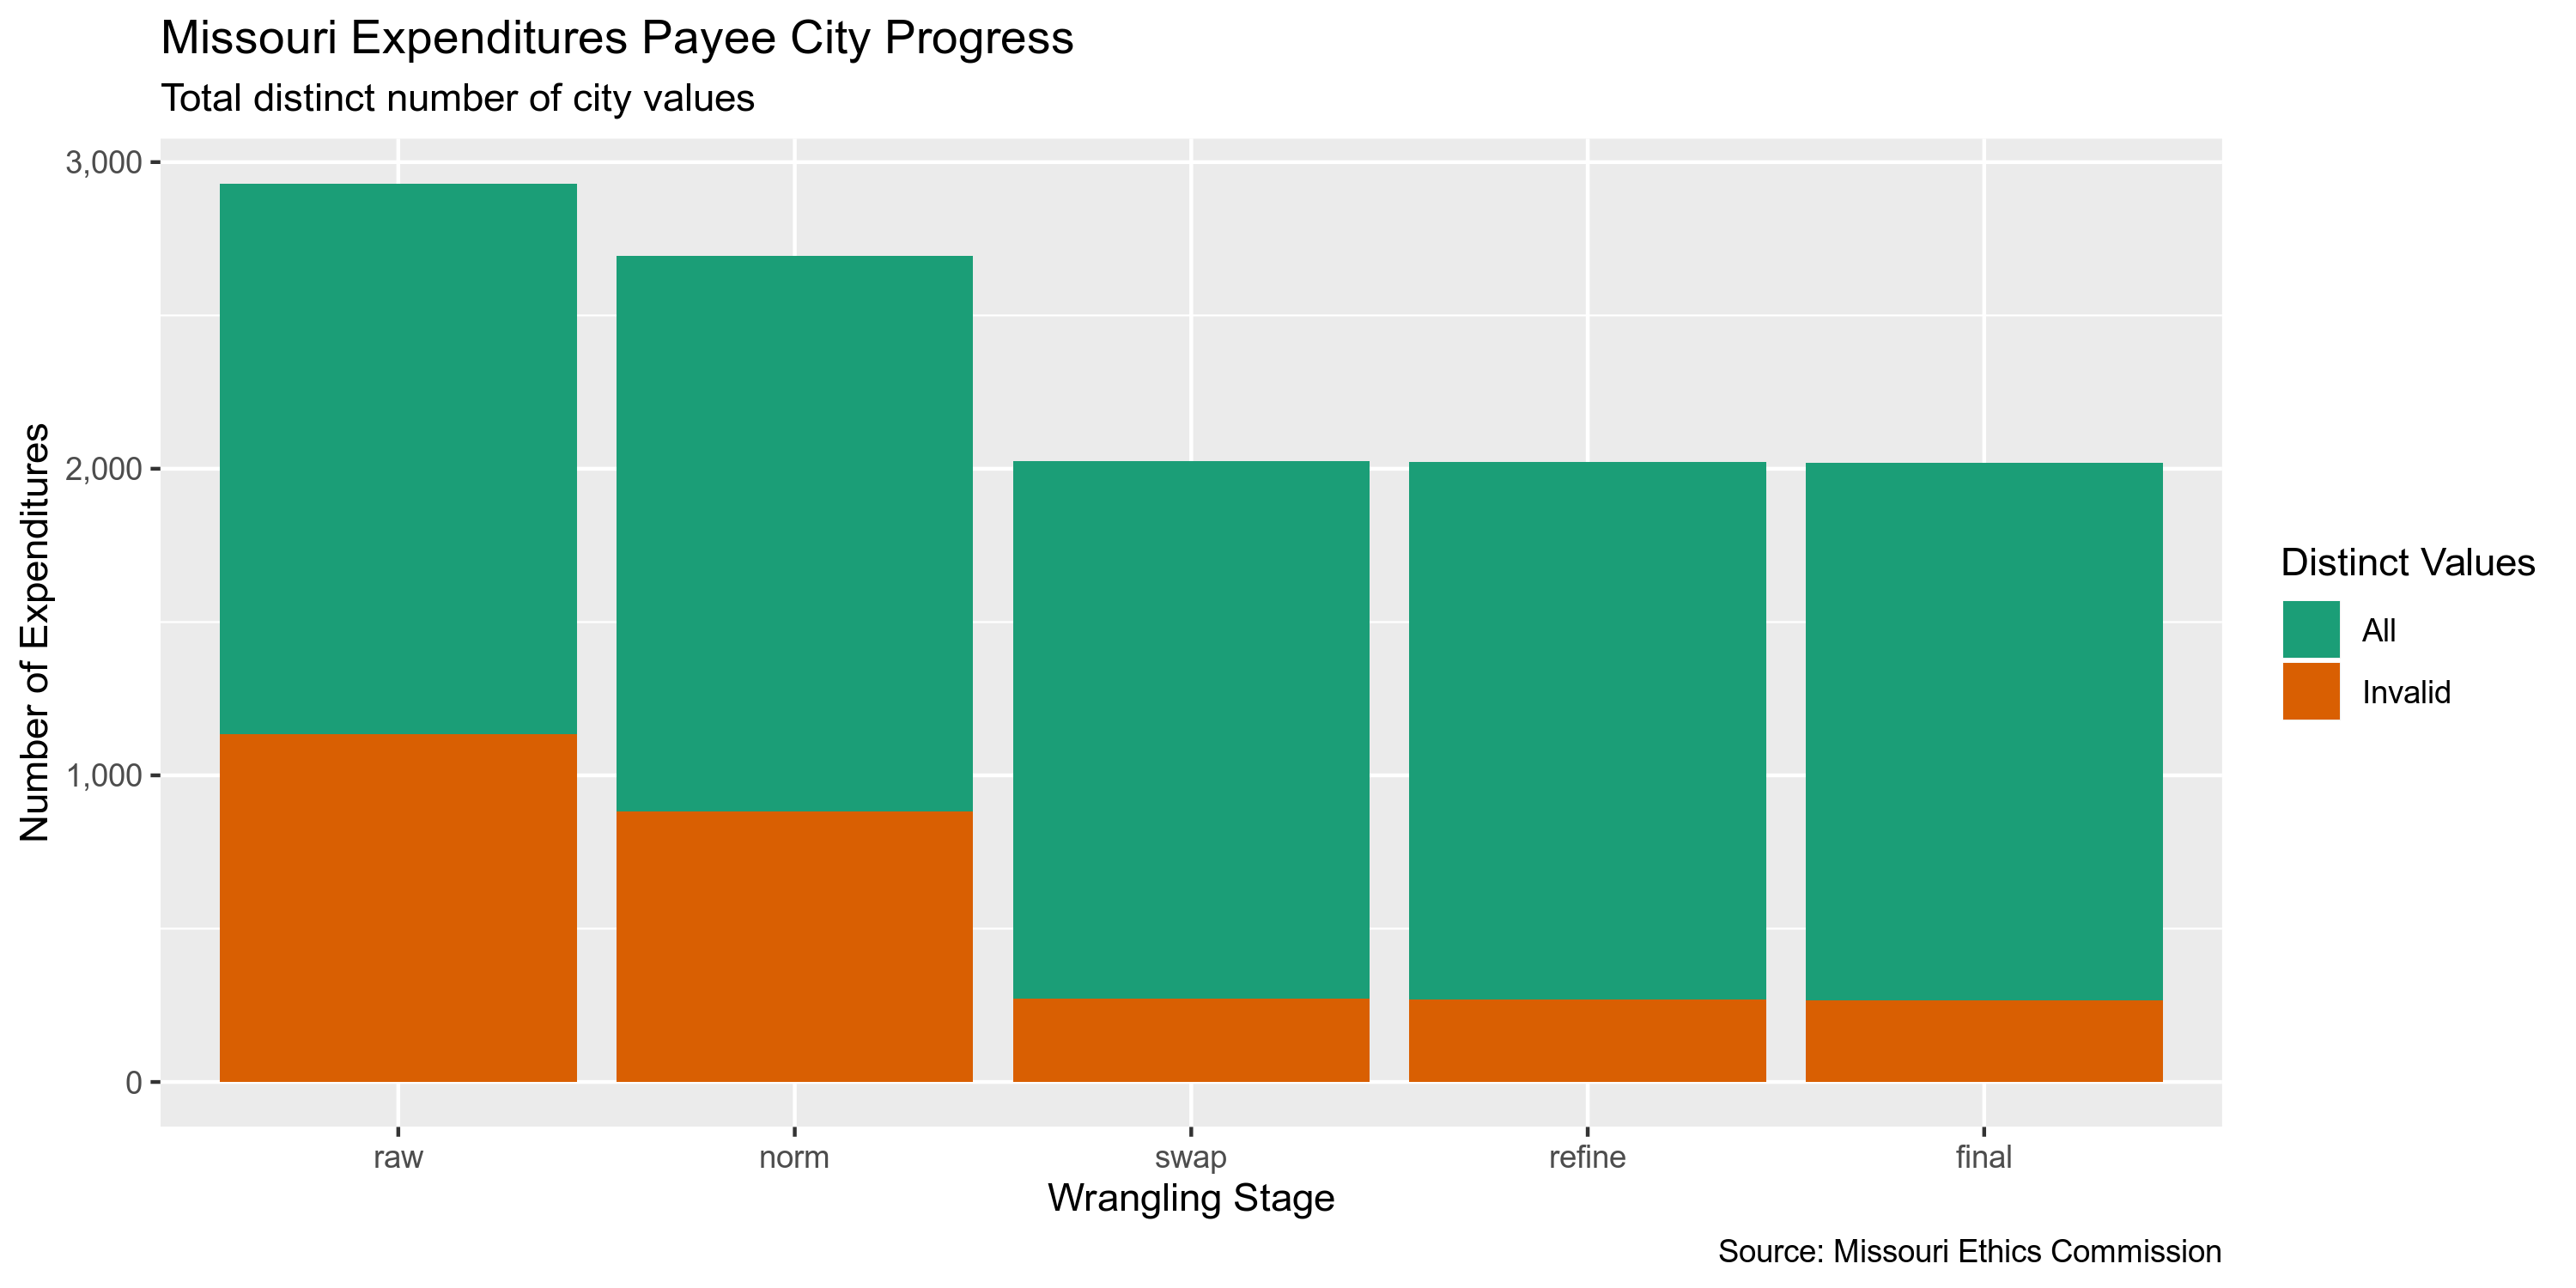 Missouri Expenditures Payee City Progress
Total distinct number of city values
Number of Expenditures
3,000
2,000
1,000
0
raw norm swap refine final
Wrangling Stage
Distinct Values
All
Invalid
Source: Missouri Ethics Commission